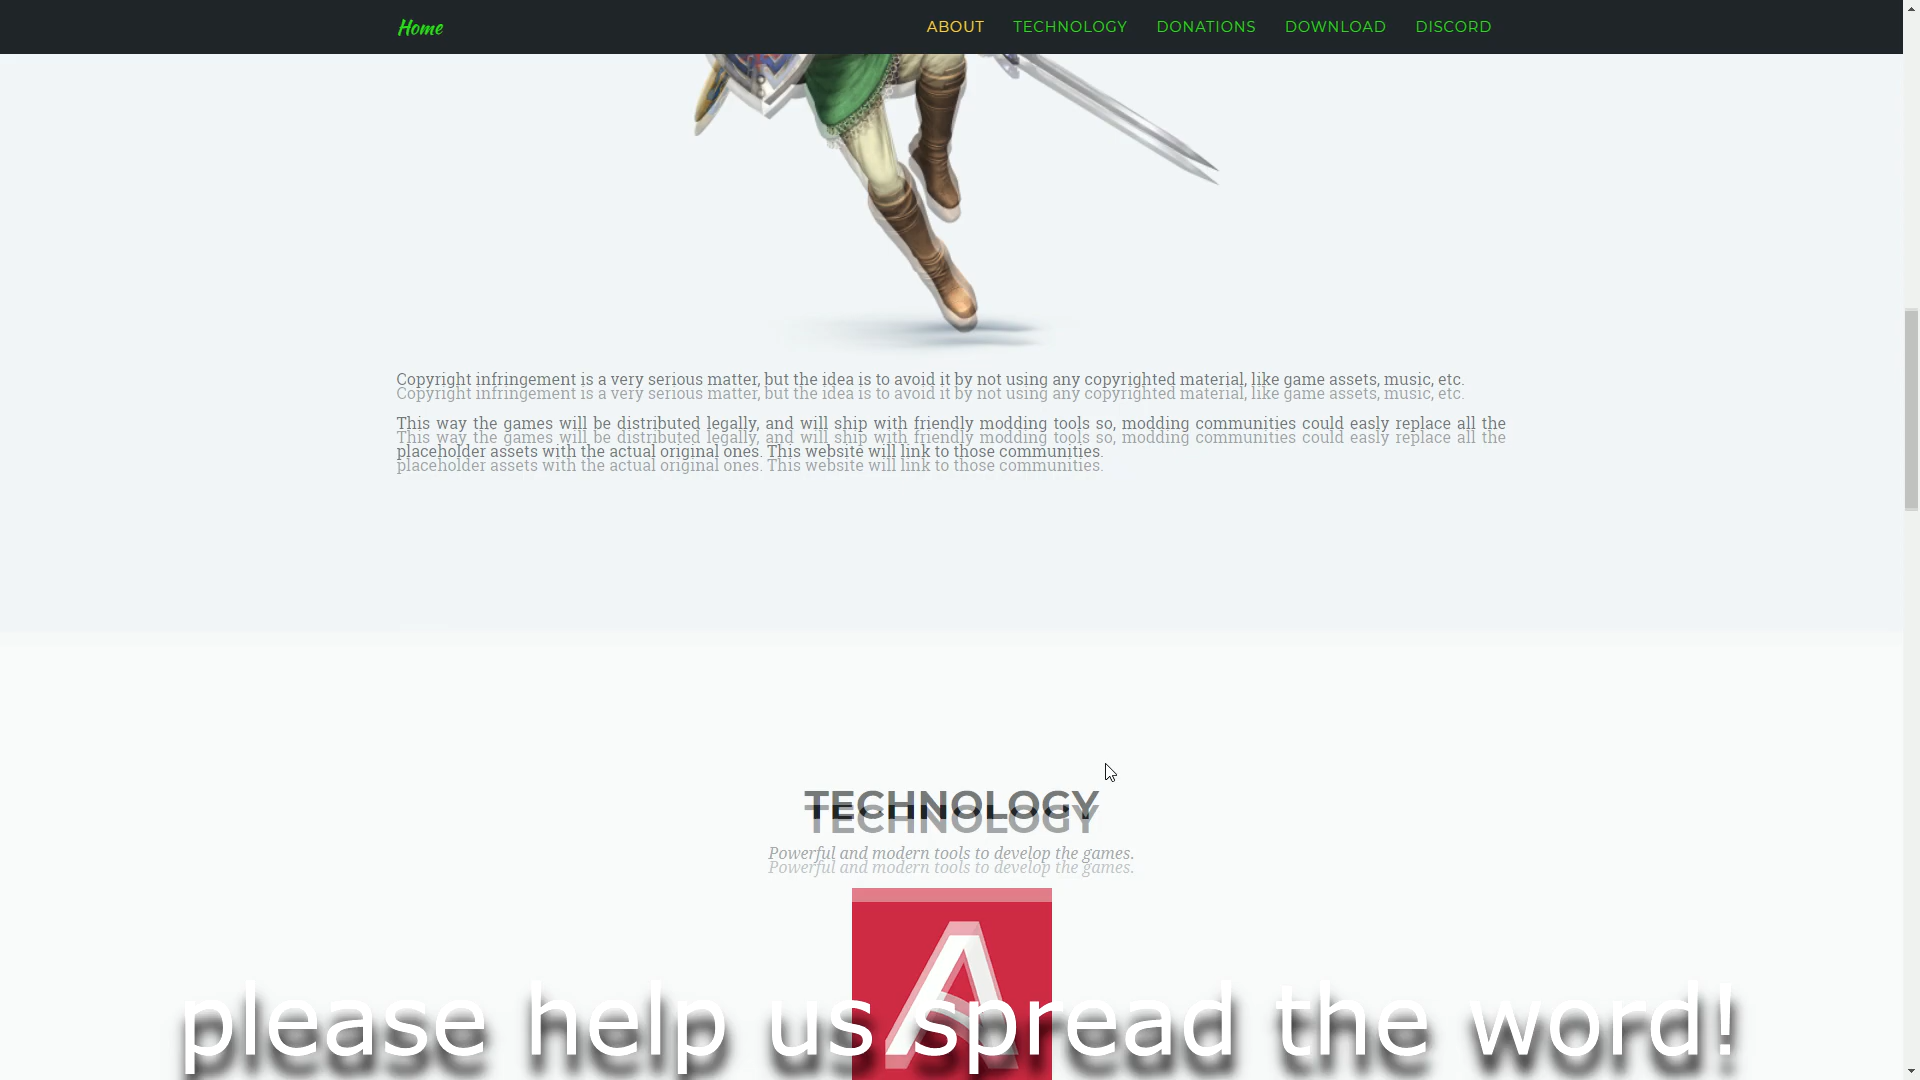 Home
ABOUT TECHNOLOGY DONATIONS DOWNLOAD DISCORD
Copyright infringement is a very serious matter, but the idea is to avoid it by not using any copyrighted material, like game assets, music, etc.
This way the games will be distributed legally, and will ship with friendly modding tools so, modding communities could easly replace all the
placeholder assets with the actual original ones. This website will link to those communities.
TECHNOLOGY
Powerful and modern tools to develop the games.
A
please help us spread the word!